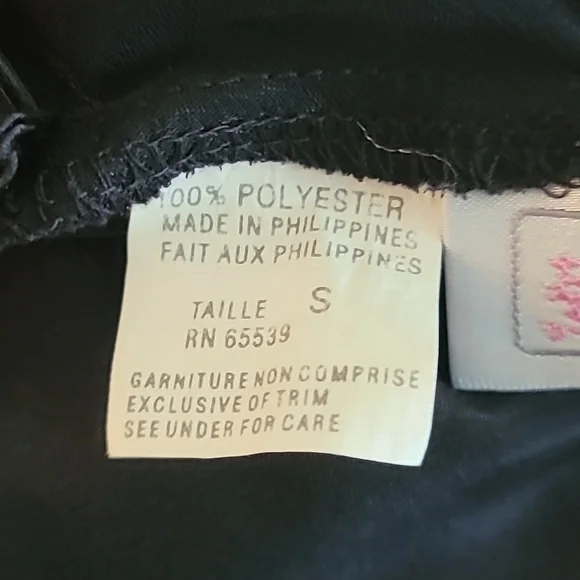 100% POLYESTER
MADE IN PHILIPPINES
FAIT AUX PHILIPPINES
TAILLE S
RN 65539
GARNITURE NON COMPRISE
EXCLUSIVE OF TRIM
SEE UNDER FOR CARE